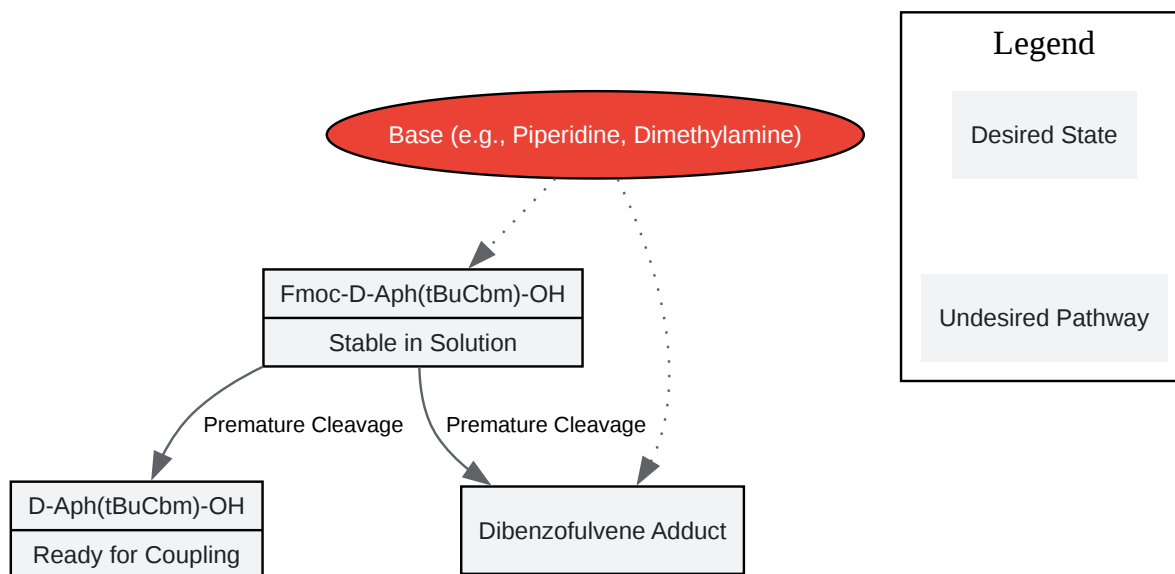 Legend
Desired State
Undesired Pathway
Base (e.g., Piperidine, Dimethylamine)
Fmoc-D-Aph(tBuCbm)-OH
Stable in Solution
Premature Cleavage
Premature Cleavage
D-Aph(tBuCbm)-OH
Ready for Coupling
Dibenzofulvene Adduct